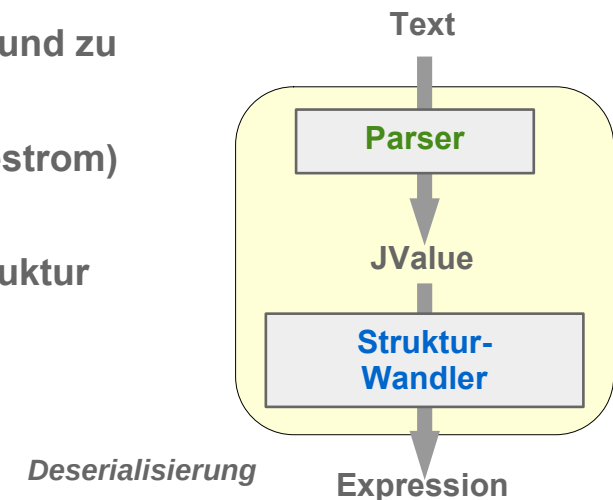 und zu
strom)
uktur
Text
Parser
JValue
Struktur-
Wandler
Deserialisierung
Expression